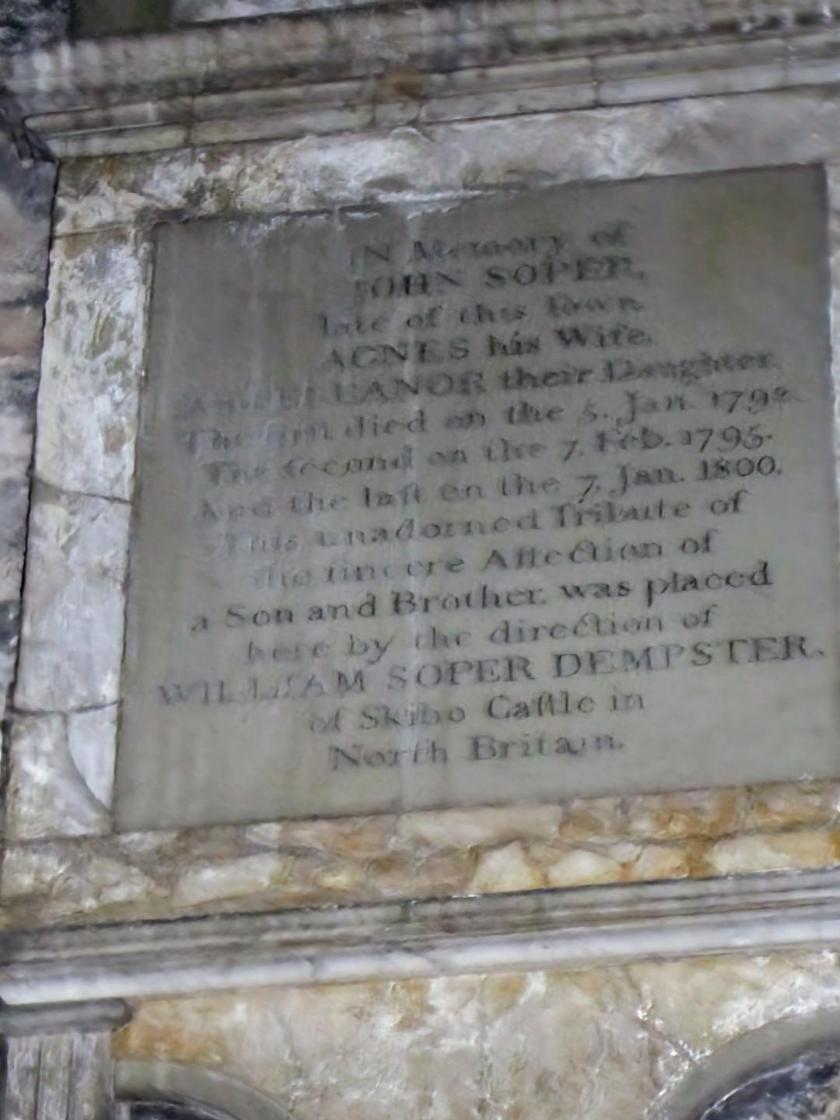 IN Memory of
JOHN SOPER,
late of this Town
AGNES his Wife,
And ELEANOR their Daughter.
The first died on the 5. Jan.
The second on the 7. Feb. 1795.
And the laſt on the 7. Jan. 1800.
This unadorned Tribute of
the ſincere Affection of
a Son and Brother, was placed
here by the direction of
WILLIAM SOPER DEMPSTER.
of Skibo Caſtle in
North Britain.